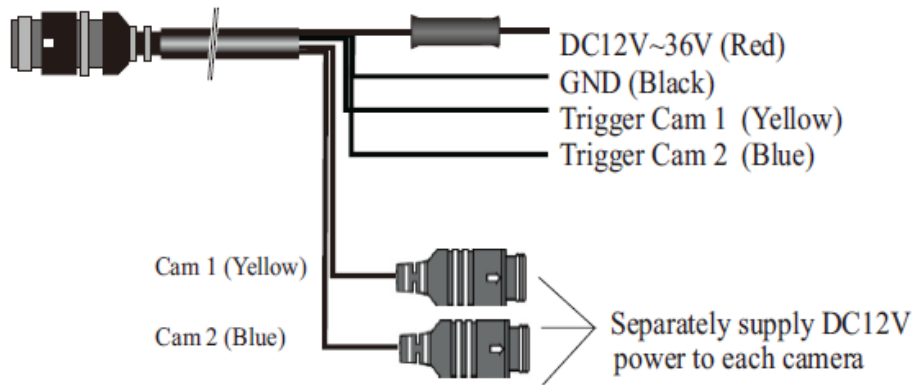 DC12V~36V (Red)
GND (Black)
Trigger Cam 1 (Yellow)
Trigger Cam 2 (Blue)
Cam 1 (Yellow)
Cam 2 (Blue)
Separately supply DC12V
power to each camera